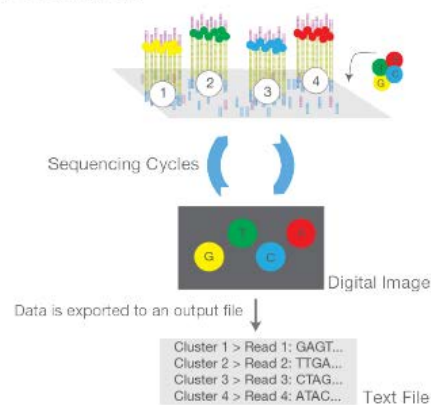 1
2
3
4
G
C
Sequencing Cycles
T
G
C
Digital Image
Data is exported to an output file
Cluster 1 > Read 1: GAGT...
Cluster 2 > Read 2: TTGA...
Cluster 3 > Read 3: CTAG...
Cluster 4 > Read 4: ATAC...
Text File